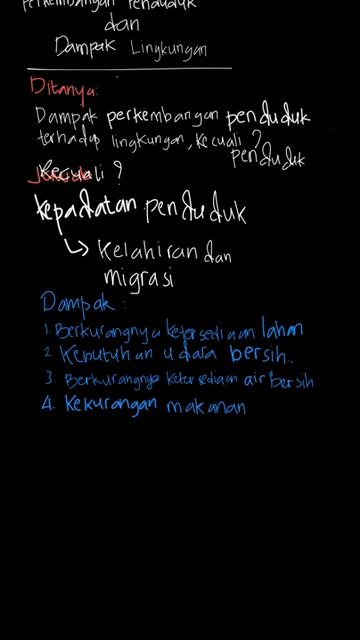 Perkembangan Penduduk
dan
Dampak Lingkungan
Ditanya:
Dampak perkembangan penduduk
terhadap lingkungan, kecuali?
penduduk
Kecuali?
kepadatan penduduk
Kelahiran dan
migrasi
Dampak:
1. Berkurangnya ketersediaan lahan
2. Keputuhan udara bersih.
3. Berkurangnya ketersediaan air bersih
4. Kekurangan makanan